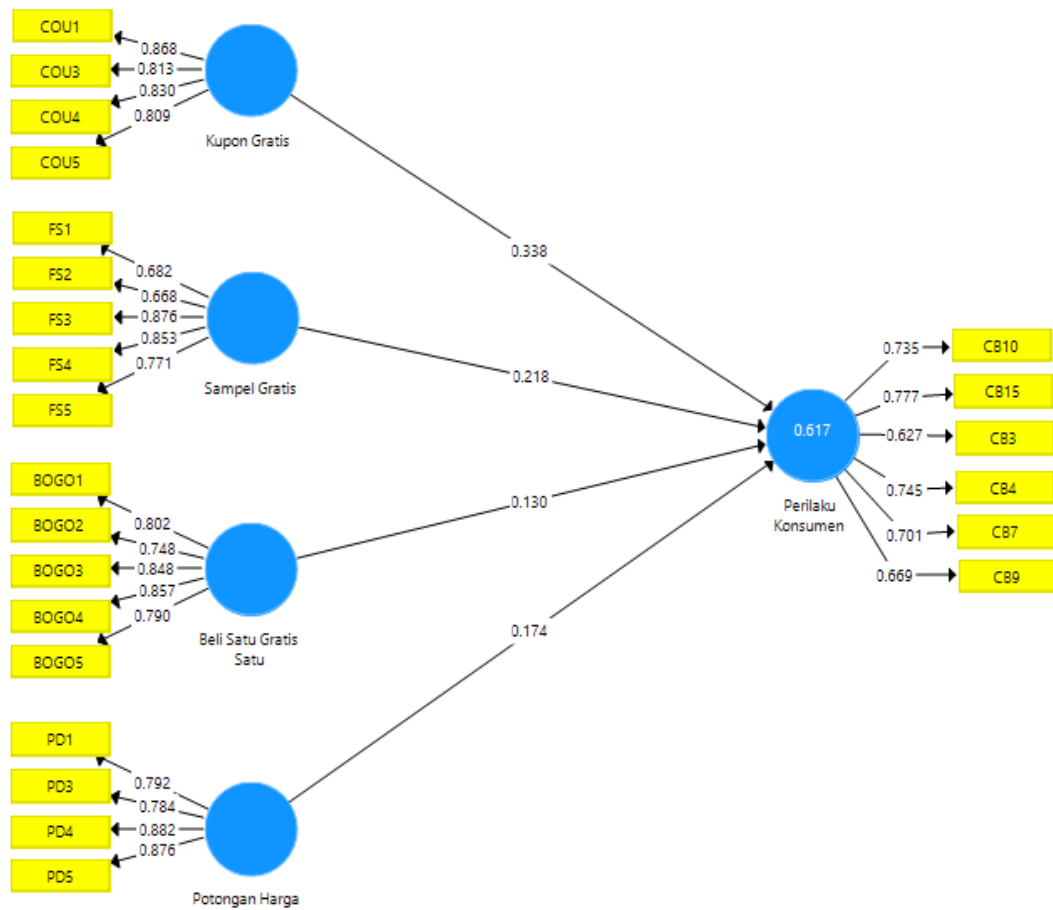 COU1
COU3
COU4
COU5
0.868
0.813
0.830
0.809
Kupon Gratis
FS1
FS2
FS3
FS4
FS5
0.682
0.668
0.876
0.853
0.771
Sampel Gratis
BOGO1
BOGO2
BOGO3
BOGO4
BOGO5
0.802
0.748
0.848
0.857
0.790
Beli Satu Gratis
Satu
PD1
PD3
PD4
PD5
0.792
0.784
0.882
0.876
Potongan Harga
0.338
0.218
0.130
0.174
0.617
Perilaku
Konsumen
0.735
0.777
0.627
0.745
0.701
0.669
CB10
CB15
CB3
CB4
CB7
CB9